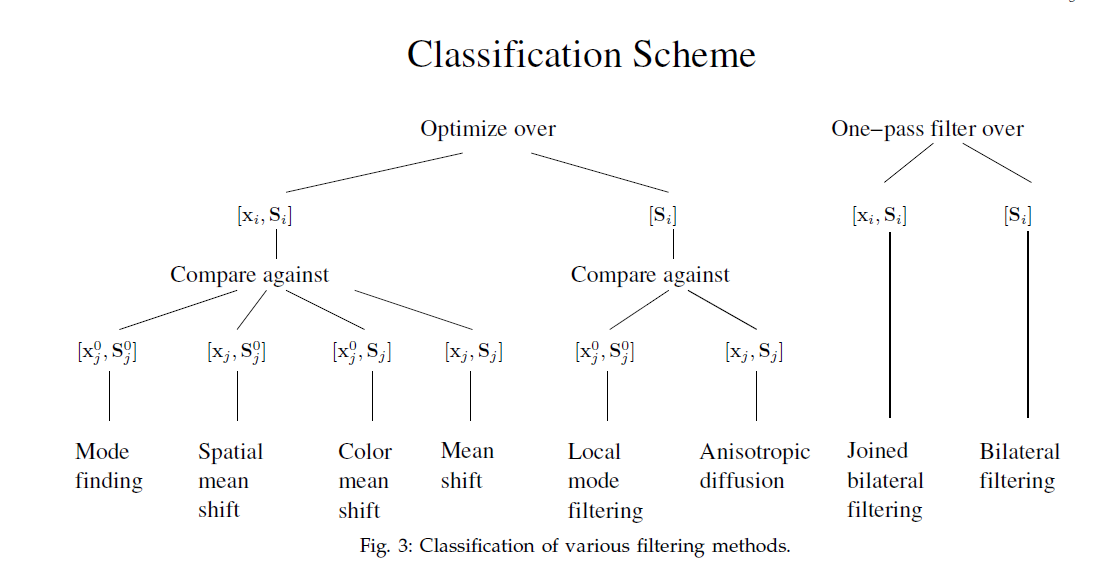 Classification Scheme
Optimize over
One−pass filter over
[x_i, S_i]
[S_i]
[x_i, S_i]
[S_i]
Compare against
Compare against
[x_j^0, S_j^0]
[x_j, S_j^0]
[x_j^0, S_j]
[x_j, S_j]
[x_j^0, S_j^0]
[x_j, S_j]
Mode
finding
Spatial
mean
shift
Color
mean
shift
Mean
shift
Local
mode
filtering
Anisotropic
diffusion
Joined
bilateral
filtering
Bilateral
filtering
Fig. 3: Classification of various filtering methods.